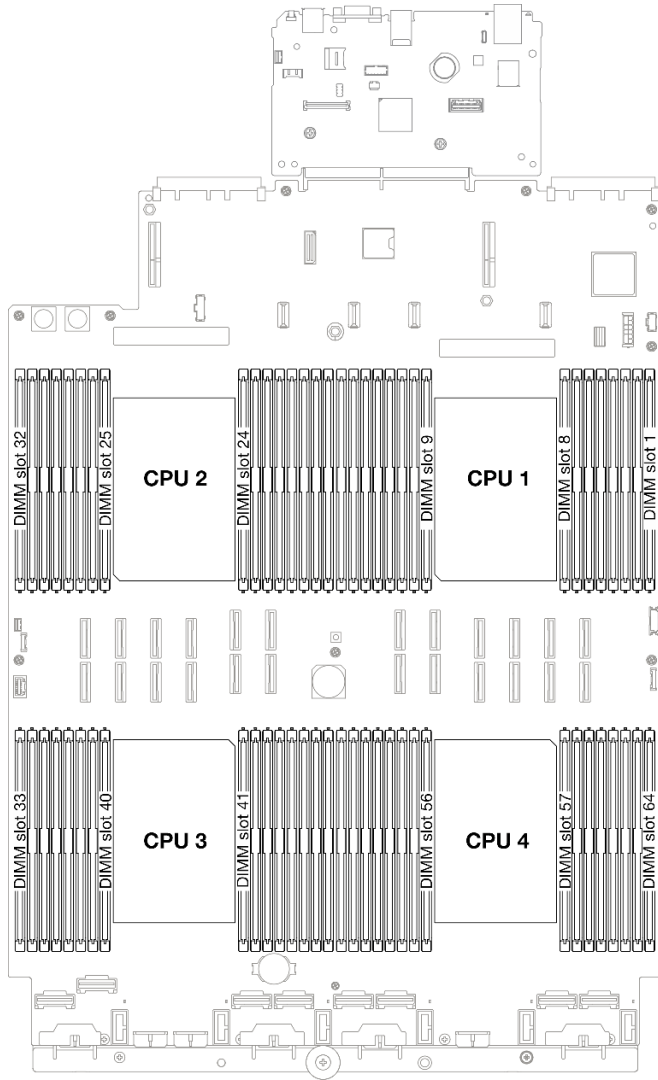 DIMM slot 32
DIMM slot 25
CPU 2
DIMM slot 24
DIMM slot 9
CPU 1
DIMM slot 8
DIMM slot 1
DIMM slot 33
DIMM slot 40
CPU 3
DIMM slot 41
DIMM slot 56
CPU 4
DIMM slot 57
DIMM slot 64